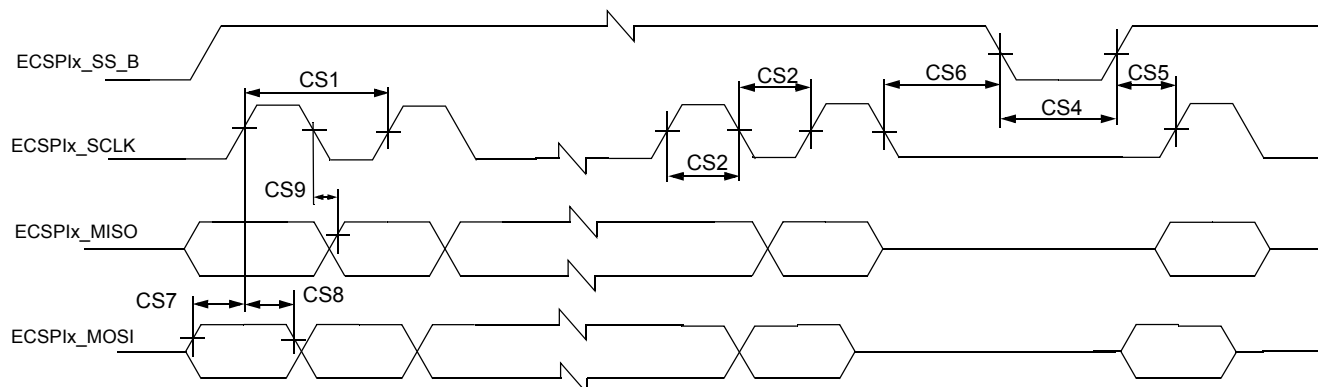 ECSPIx_SS_B
CS1
CS2
CS6
CS5
CS4
ECSPIx_SCLK
CS2
CS9
ECSPIx_MISO
CS7
CS8
ECSPIx_MOSI